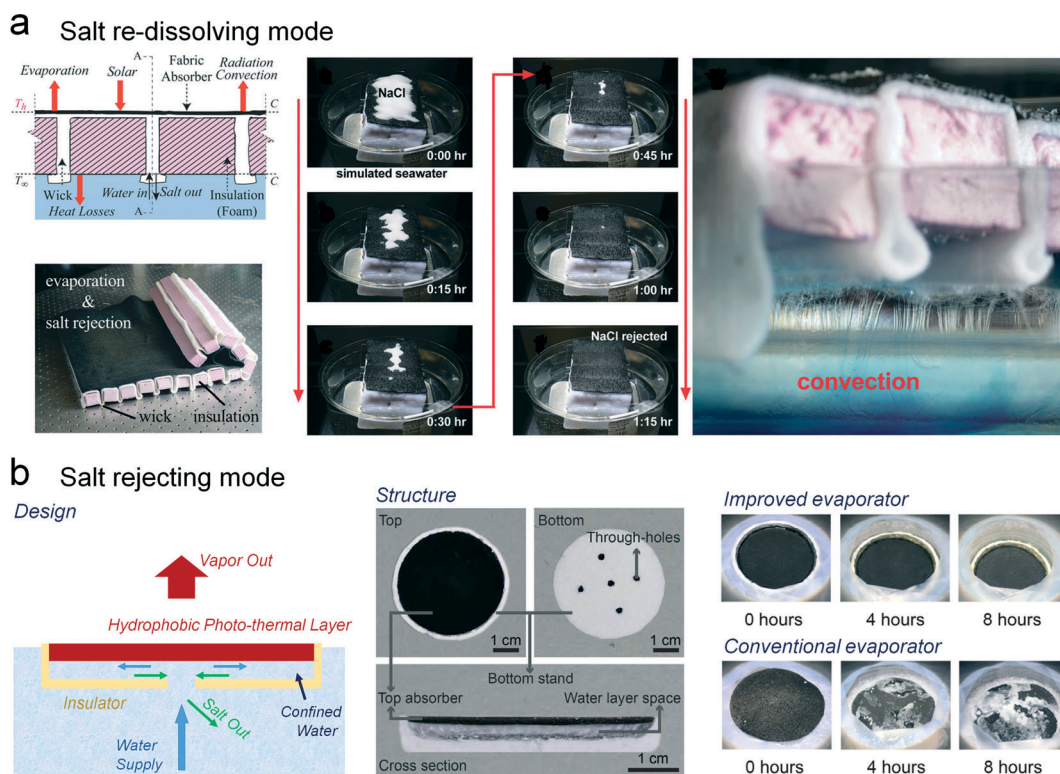 a Salt re-dissolving mode
Evaporation
Solar
A
Fabric
Absorber
Radiation
Convection
Th
C
T∞
C
Wick
Water in
Salt out
Insulation
(Foam)
Heat Losses
A
evaporation
&
salt rejection
wick
insulation
NaCl
0:00 hr
simulated seawater
0:15 hr
0:30 hr
0:45 hr
1:00 hr
NaCl rejected
1:15 hr
convection
b Salt rejecting mode
Design
Vapor Out
Hydrophobic Photo-thermal Layer
Insulator
Salt Out
Confined
Water
Water
Supply
Structure
Top
Bottom
Through-holes
1 cm
1 cm
Bottom stand
Top absorber
Water layer space
Cross section
1 cm
Improved evaporator
0 hours
4 hours
8 hours
Conventional evaporator
0 hours
4 hours
8 hours